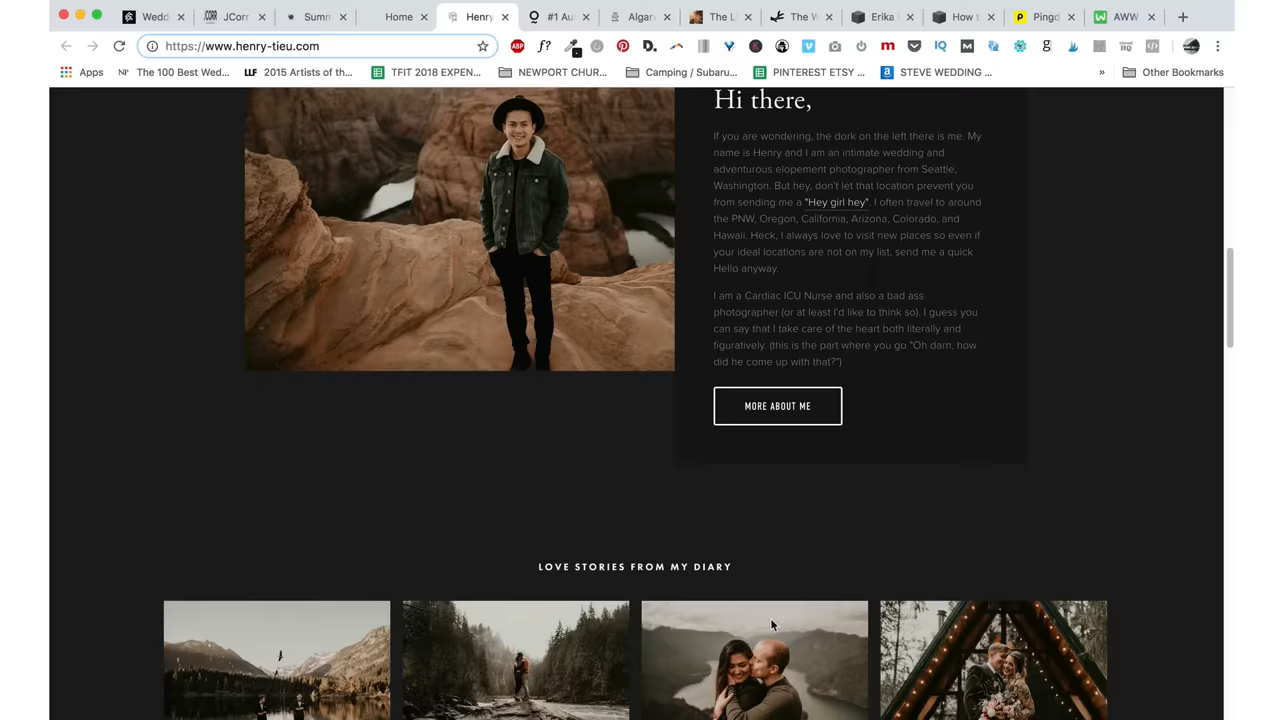 Wedd
JCorr
Summ
Home
Henry
#1 Au
Algar
The L
The W
Erika
How t
Pingd
AWW
https://www.henry-tieu.com
Apps
The 100 Best Wed...
LLF 2015 Artists of th...
TFIT 2018 EXPEN...
NEWPORT CHUR...
Camping / Subaru...
PINTEREST ETSY ...
STEVE WEDDING ...
»
Other Bookmarks
Hi there,
If you are wondering, the dork on the left there is me. My
name is Henry and I am an intimate wedding and
adventurous elopement photographer from Seattle,
Washington. But hey, don't let that location prevent you
from sending me a "Hey girl hey". I often travel to around
the PNW, Oregon, California, Arizona, Colorado, and
Hawaii. Heck, I always love to visit new places so even if
your ideal locations are not on my list, send me a quick
Hello anyway.
I am a Cardiac ICU Nurse and also a bad ass
photographer (or at least I'd like to think so). I guess you
can say that I take care of the heart both literally and
figuratively. (this is the part where you go "Oh darn, how
did he come up with that?")
MORE ABOUT ME
LOVE STORIES FROM MY DIARY